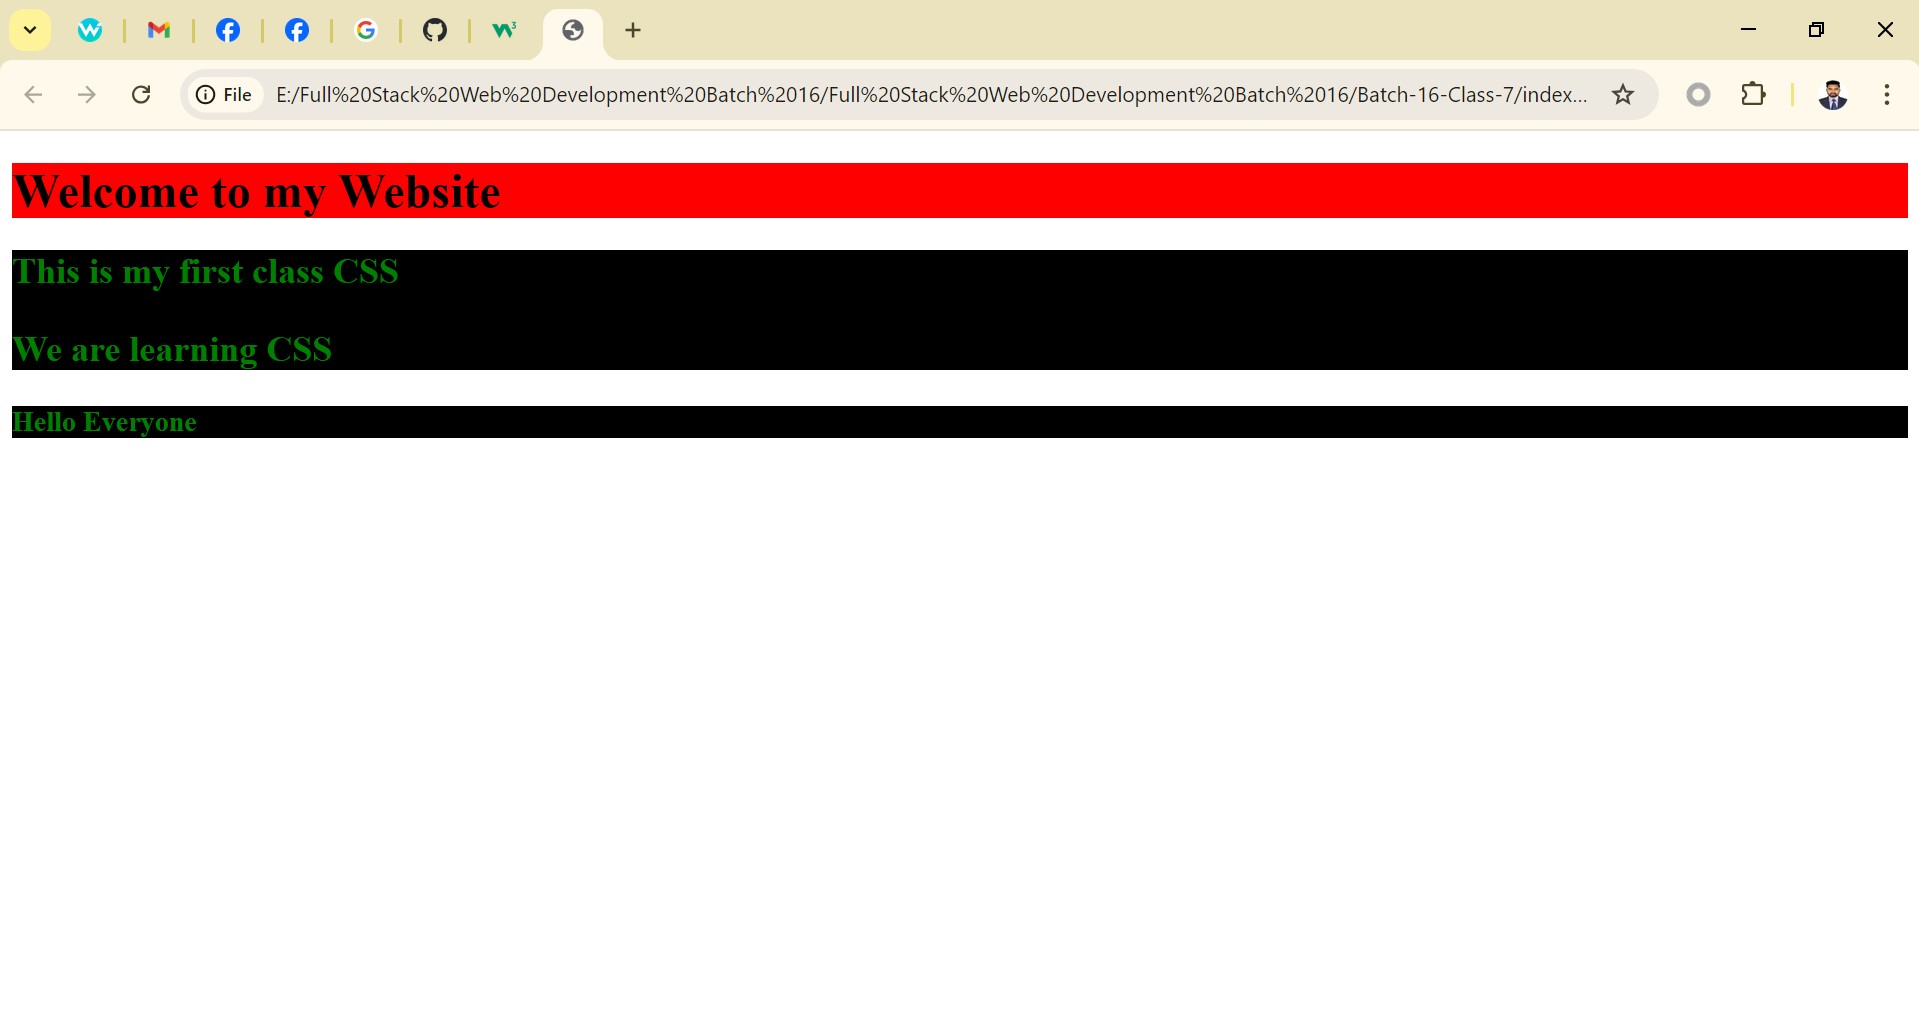 File E:/Full%20Stack%20Web%20Development%20Batch%2016/Full%20Stack%20Web%20Development%20Batch%2016/Batch-16-Class-7/index...
Welcome to my Website
This is my first class CSS
We are learning CSS
Hello Everyone